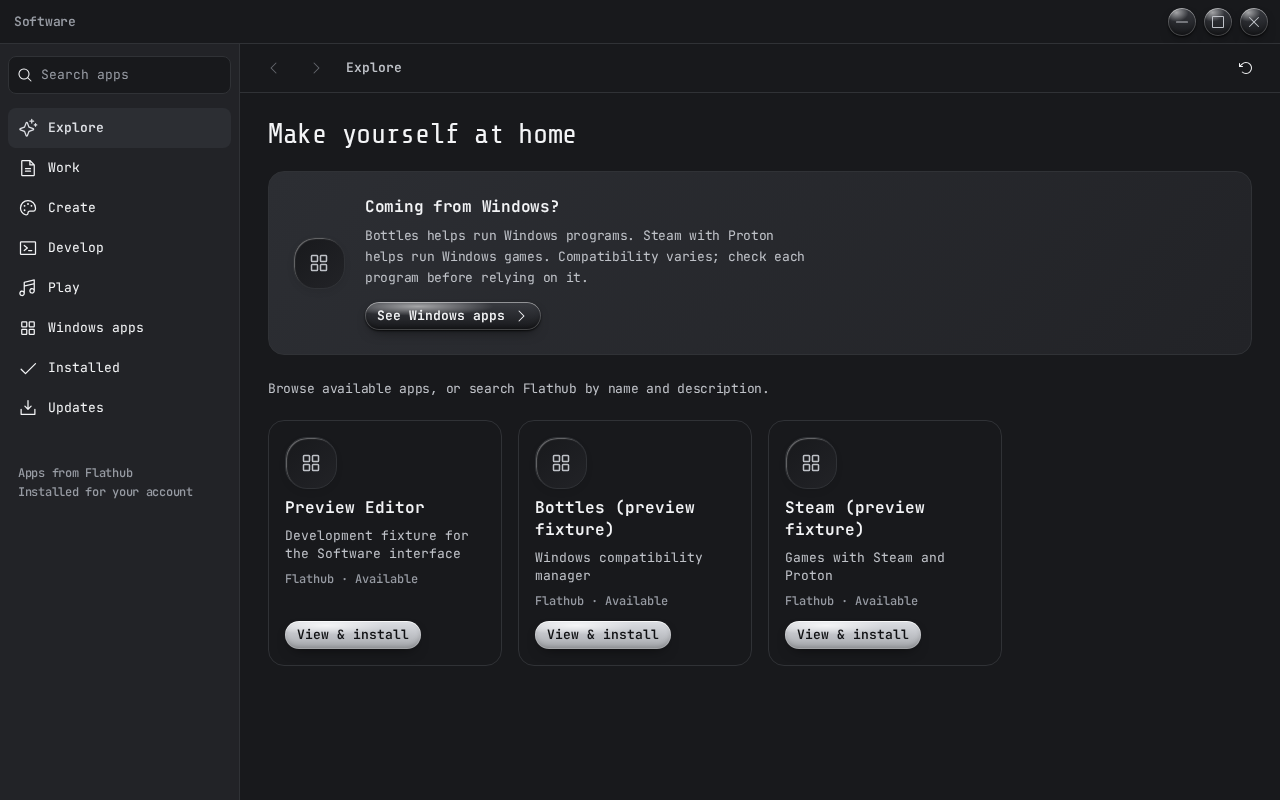 Software
Search apps
Explore
Work
Create
Develop
Play
Windows apps
Installed
Updates
Apps from Flathub
Installed for your account
Explore
Make yourself at home
Coming from Windows?
Bottles helps run Windows programs. Steam with Proton
helps run Windows games. Compatibility varies; check each
program before relying on it.
See Windows apps
Browse available apps, or search Flathub by name and description.
Preview Editor
Development fixture for
the Software interface
Flathub · Available
View & install
Bottles (preview
fixture)
Windows compatibility
manager
Flathub · Available
View & install
Steam (preview
fixture)
Games with Steam and
Proton
Flathub · Available
View & install